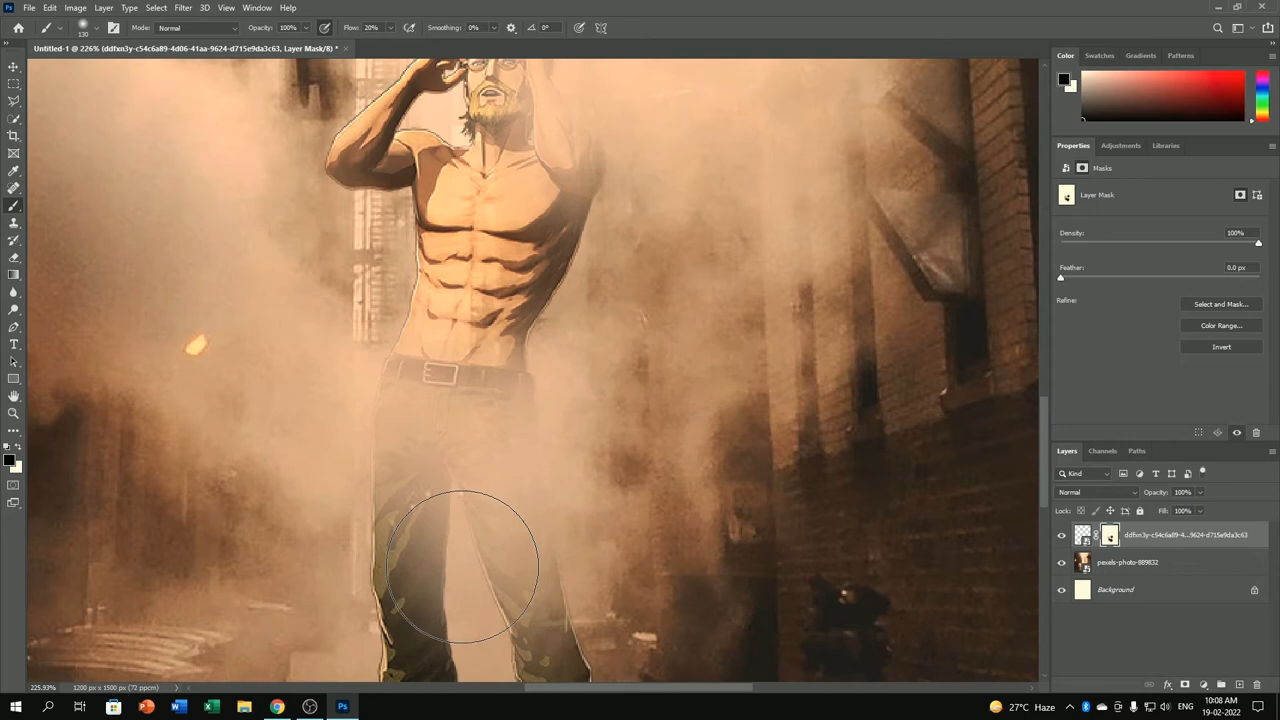 File Edit Image Layer Type Select Filter 3D View Window Help
130 Mode: Normal Opacity: 100% Flow: 20% Smoothing: 0% 0°
Untitled-1 @ 226% (ddfxn3y-c54c6a89-4d06-41aa-9624-d715e9da3c63, Layer Mask/8) *
Color Swatches Gradients Patterns
Properties Adjustments Libraries
Masks
Layer Mask
Density: 100%
Feather: 0.0 px
Refine: Select and Mask...
Color Range...
Invert
Layers Channels Paths
Kind
Normal Opacity: 100%
Lock: Fill: 100%
ddfxn3y-c54c6a89-4...9624-d715e9da3c63
pexels-photo-889832
Background
225.93% 1200 px x 1500 px (72 ppcm)
27°C Haze ENG 10:08 AM
19-02-2022